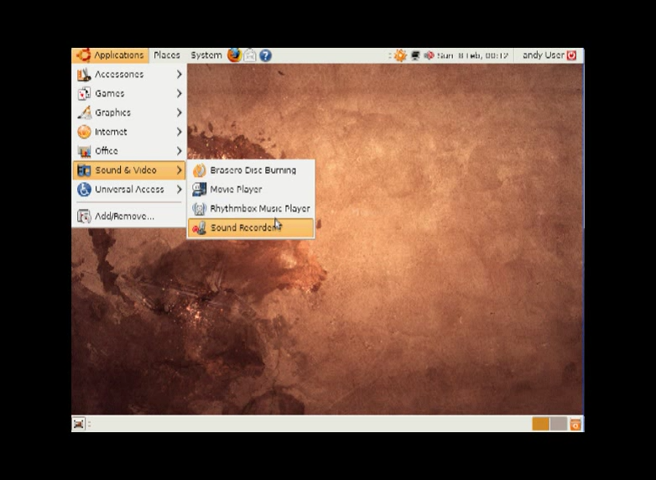 Applications Places System Sun 8 Feb, 00:12 andy User
Accessories
Games
Graphics
Internet
Office
Sound & Video
Universal Access
Add/Remove...
Brasero Disc Burning
Movie Player
Rhythmbox Music Player
Sound Recorder